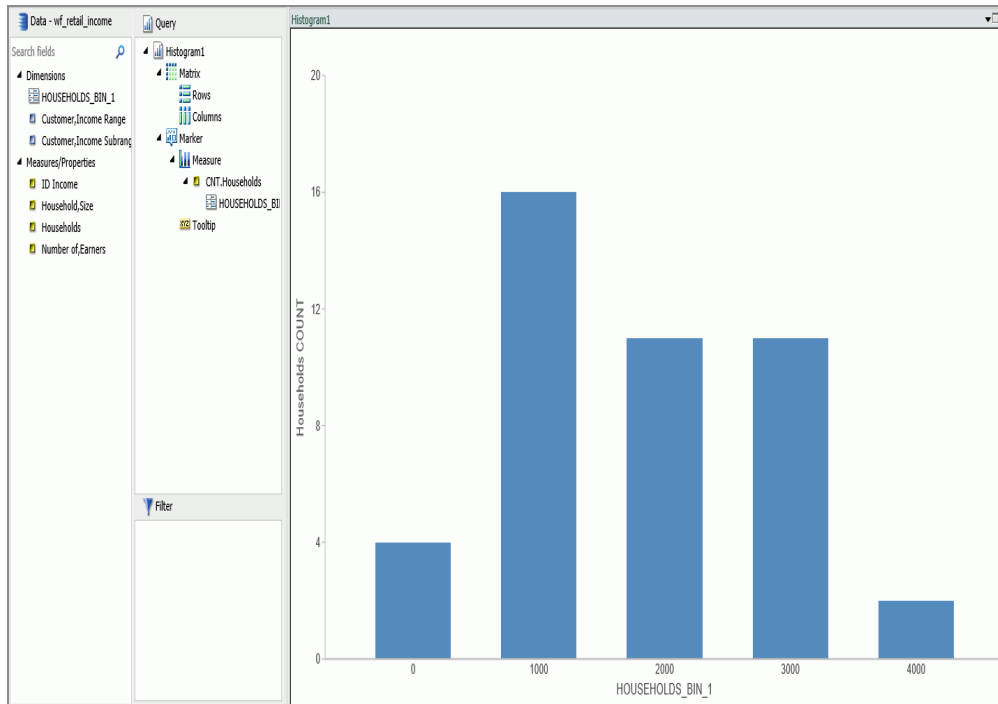 Data - wf_retail_income
Search fields
Dimensions
HOUSEHOLDS_BIN_1
Customer,Income Range
Customer,Income Subrang
Measures/Properties
ID Income
Household,Size
Households
Number of,Earners
Query
Histogram1
Matrix
Rows
Columns
Marker
Measure
CNT.Households
HOUSEHOLDS_BI
Tooltip
Filter
Histogram1
20
16
12
8
4
0
Households COUNT
0 1000 2000 3000 4000
HOUSEHOLDS_BIN_1